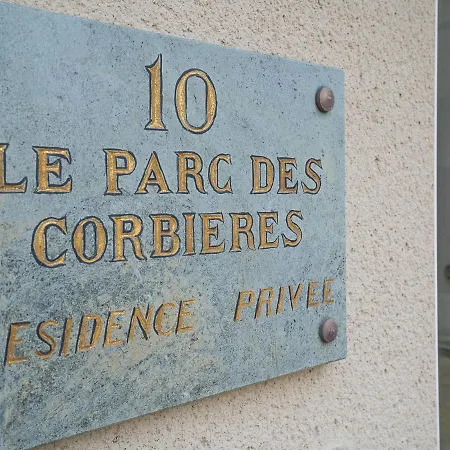 10
LE PARC DES
CORBIERES
ESIDENCE PRIVEE